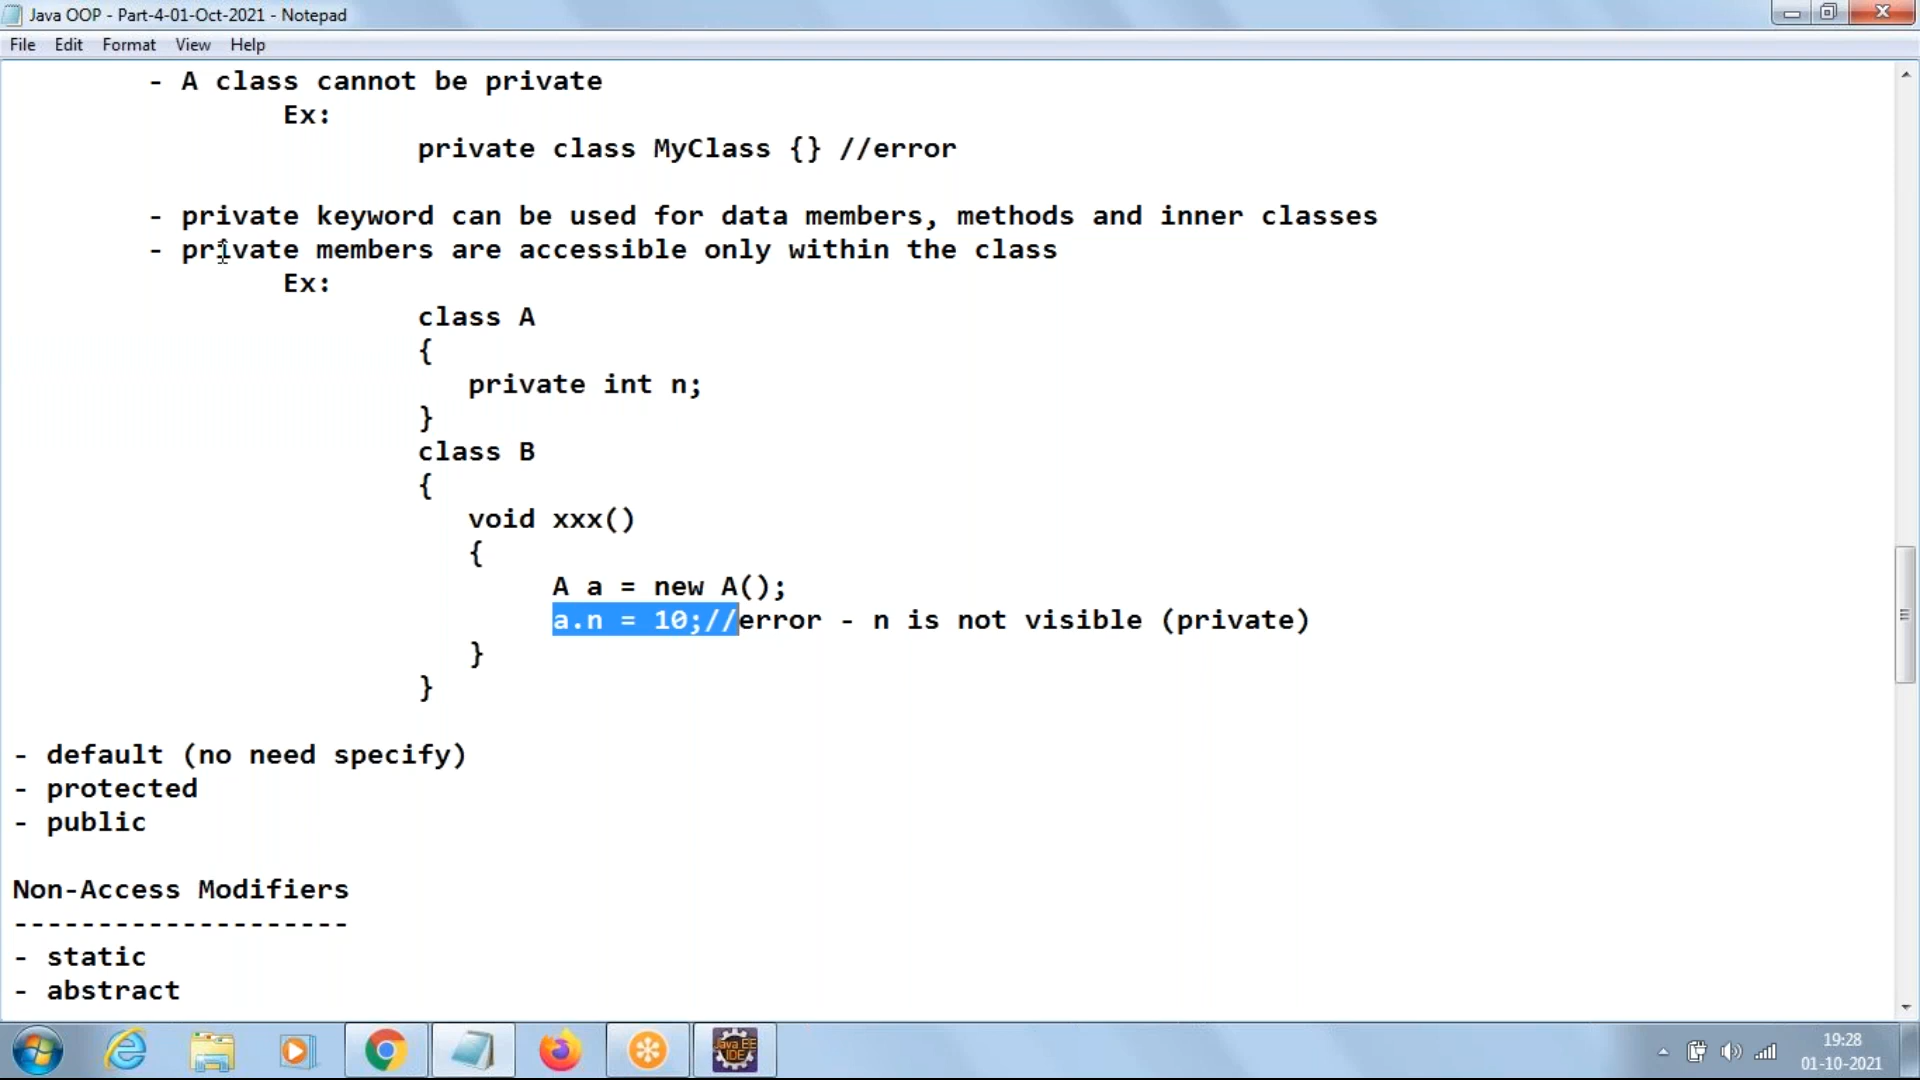 Java OOP - Part-4-01-Oct-2021 - Notepad
File Edit Format View Help
- A class cannot be private
Ex:
private class MyClass {} //error
- private keyword can be used for data members, methods and inner classes
- private members are accessible only within the class
Ex:
class A
{
private int n;
}
class B
{
void xxx()
{
A a = new A();
a.n = 10;//error - n is not visible (private)
}
}
- default (no need specify)
- protected
- public
Non-Access Modifiers
--------------------
- static
- abstract
Java EE
IDE
19:28
01-10-2021